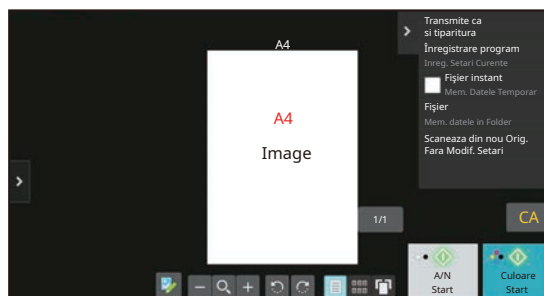 A4
A4
Image
1/1
Transmite ca
si tiparitura
Înregistrare program
Inreg. Setari Curente
Fişier instant
Mem. Datele Temporar
Fişier
Mem. datele in Folder
Scaneaza din nou Orig.
Fara Modif. Setari
CA
A/N
Start
Culoare
Start